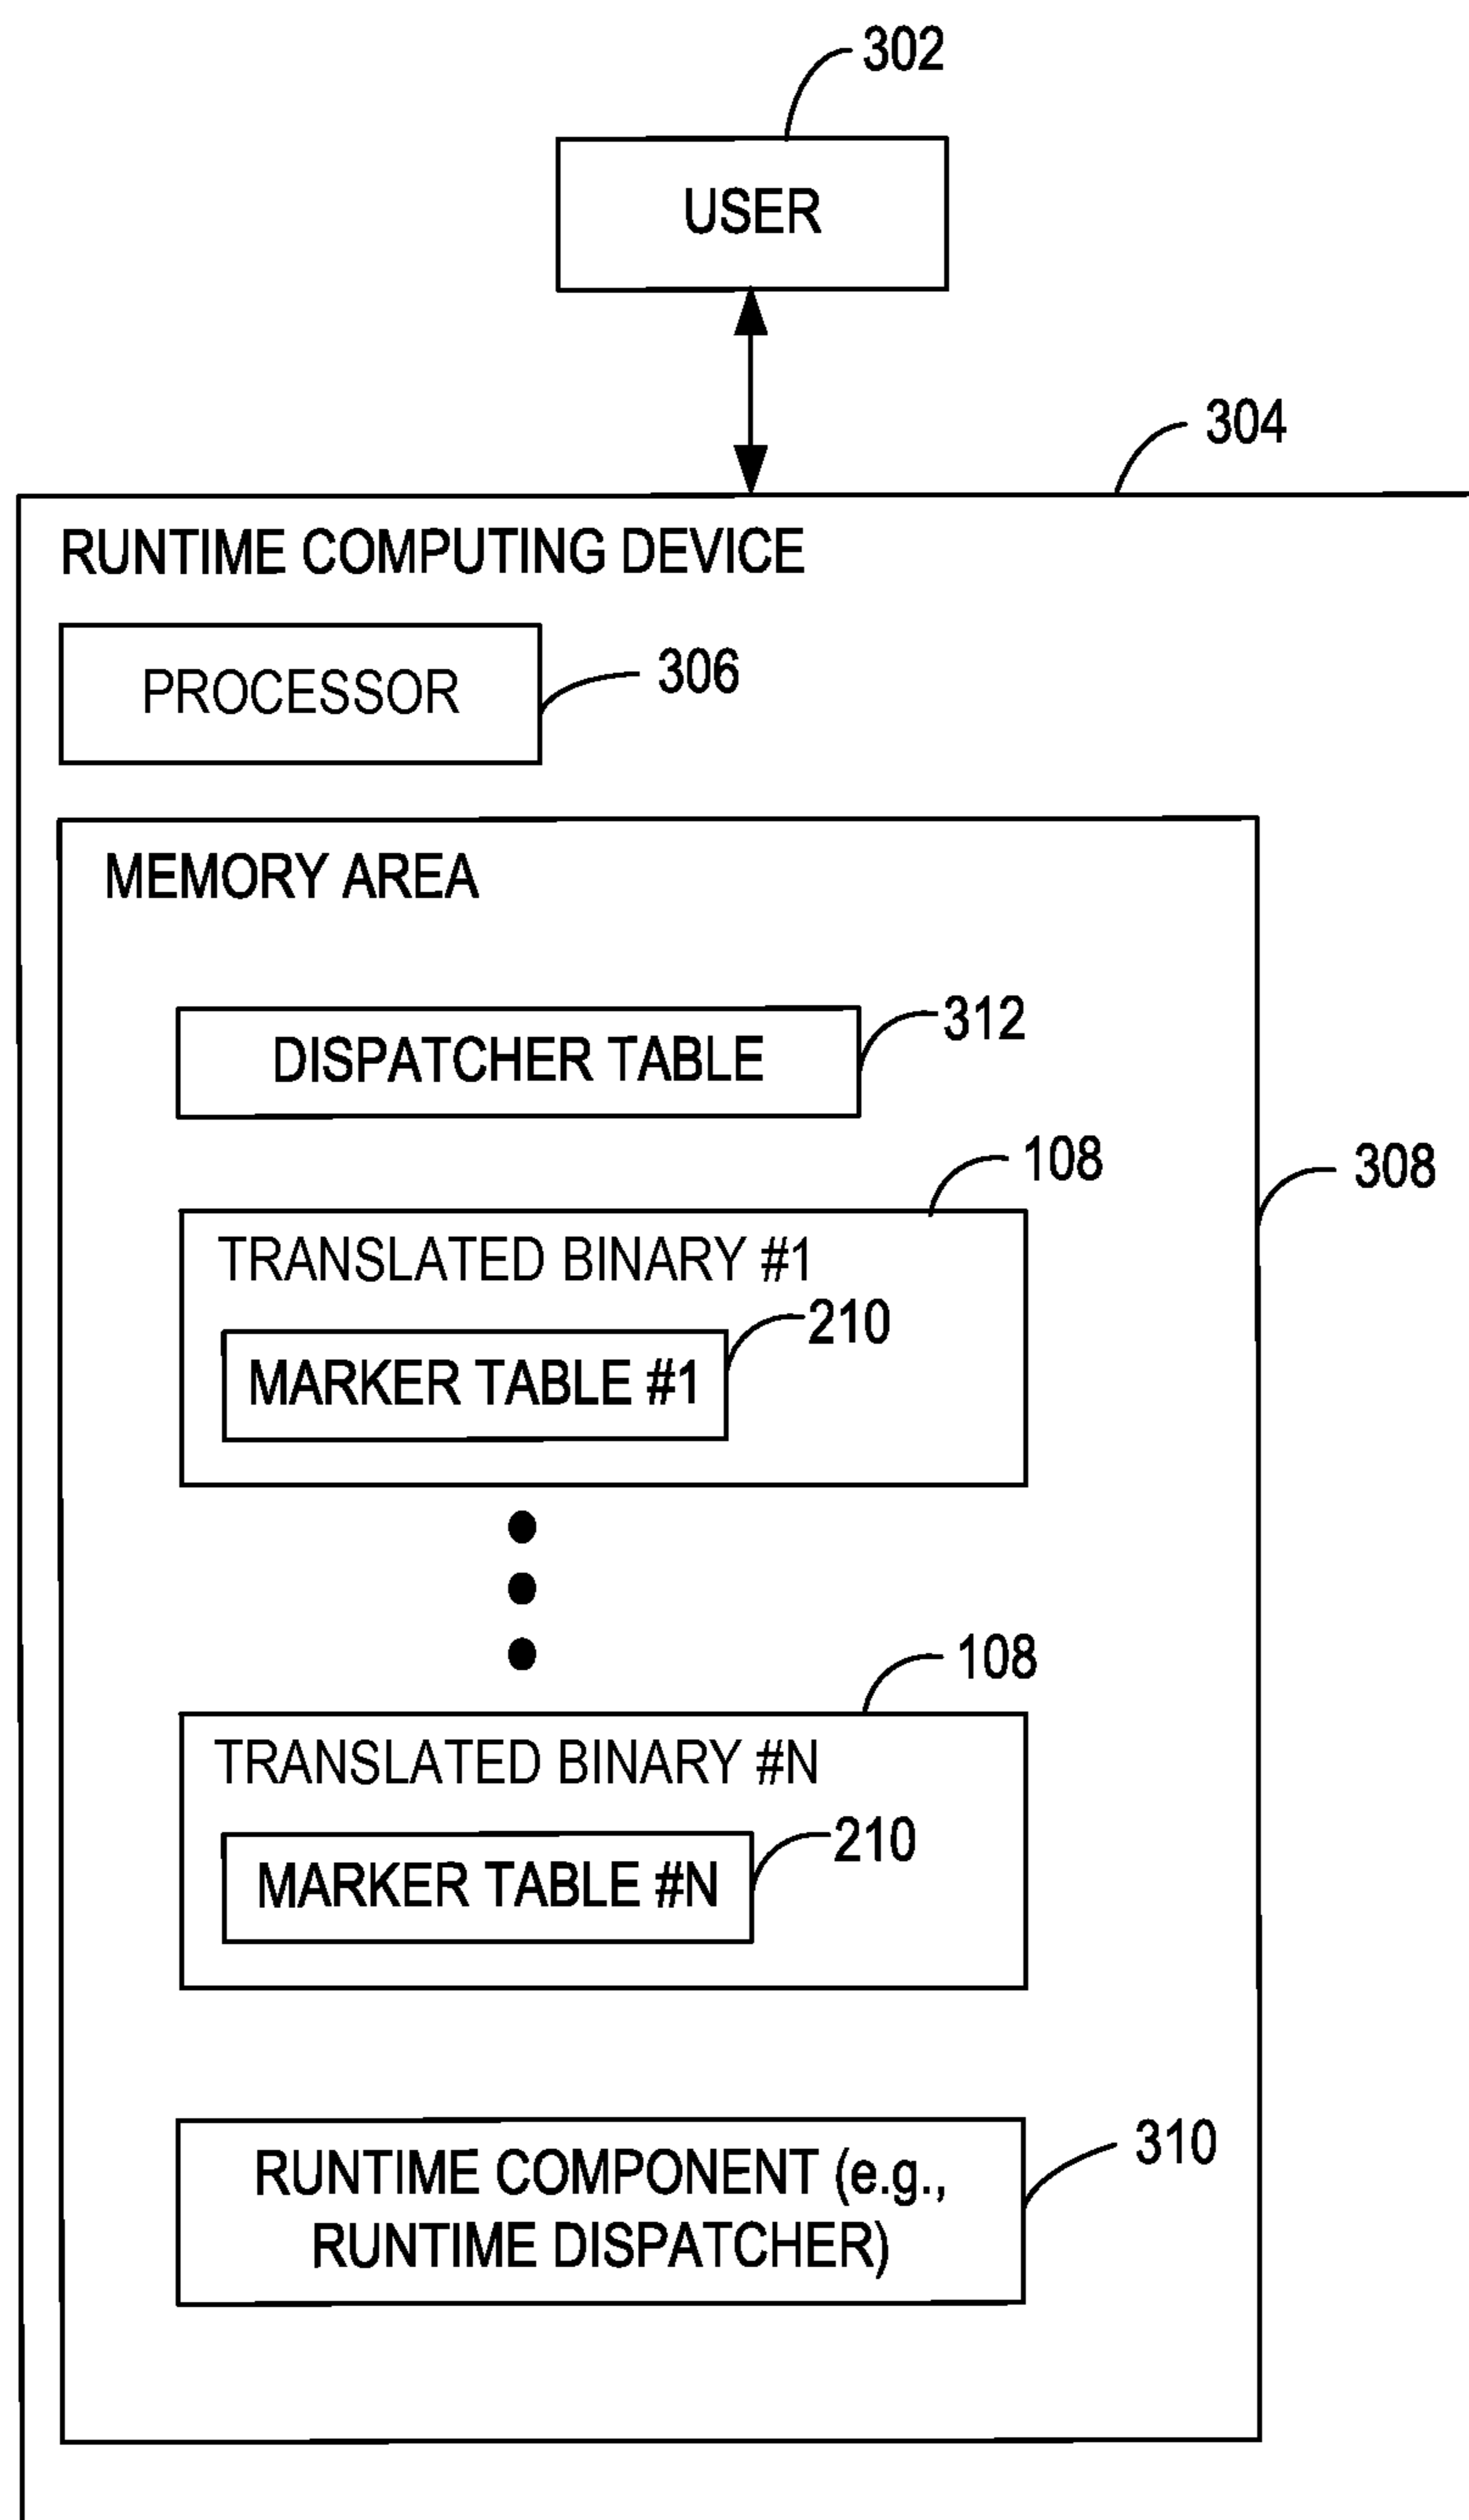 302
USER
304
RUNTIME COMPUTING DEVICE
PROCESSOR
306
MEMORY AREA
DISPATCHER TABLE
312
108
308
TRANSLATED BINARY #1
210
MARKER TABLE #1
108
TRANSLATED BINARY #N
210
MARKER TABLE #N
310
RUNTIME COMPONENT (e.g.,
RUNTIME DISPATCHER)